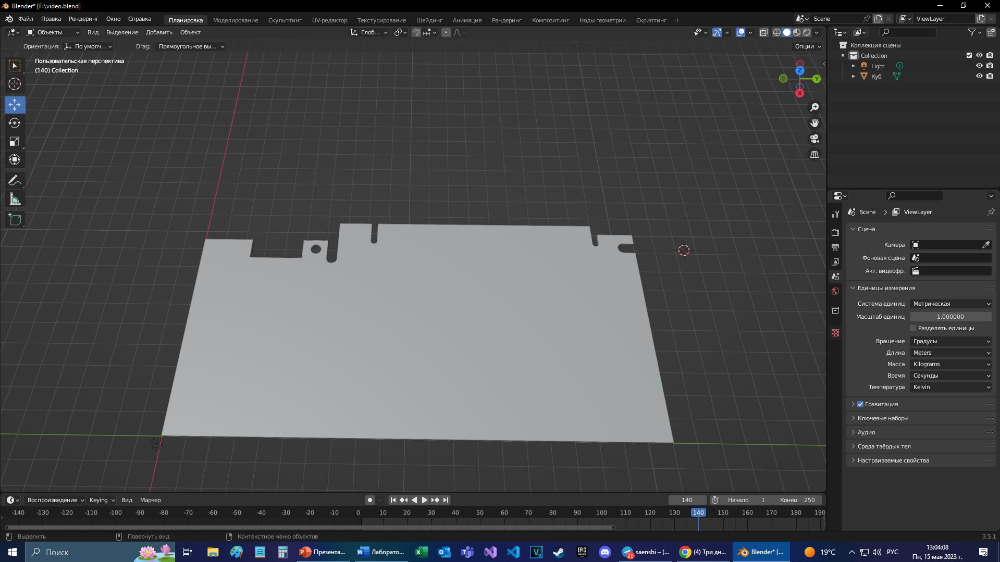 Blender* [F:\video.blend]
Файл Правка Рендеринг Окно Справка Планировка Моделирование Скульптинг UV-редактор Текстурирование Шейдинг Анимация Рендеринг Композитинг Ноды геометрии Скриптинг + Scene ViewLayer
Объекты Вид Выделение Добавить Объект Глоб...
Ориентация: По умолч... Drag: Прямоугольное вы... Опции
Пользовательская перспектива
(140) Collection
Z
Y
X
Коллекция сцены
Collection
Light
Куб
Scene ViewLayer
Сцена
Камера
Фоновая сцена
Акт. видеофр.
Единицы измерения
Система единиц Метрическая
Масштаб единиц 1.000000
Разделять единицы
Вращение Градусы
Длина Meters
Масса Kilograms
Время Секунды
Температура Kelvin
Гравитация
Ключевые наборы
Аудио
Среда твёрдых тел
Настраиваемые свойства
Воспроизведение Keying Вид Маркер 140 Начало 1 Конец 250
-140 -130 -120 -110 -100 -90 -80 -70 -60 -50 -40 -30 -20 -10 0 10 20 30 40 50 60 70 80 90 100 110 120 130 140 150 160 170 180 190
Выделить Повернуть вид Контекстное меню объектов 3.5.1
Поиск Презента... Лаборато... saenshi – (... 20 (4) Три дн... Blender* [... 19°C РУС
13:04:08
Пн, 15 мая 2023 г.